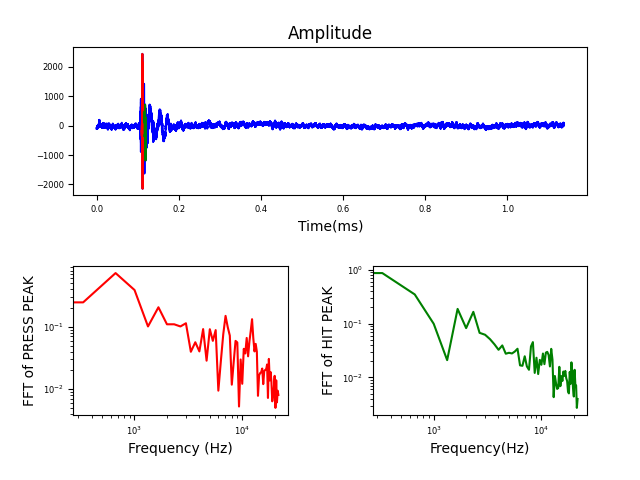 Amplitude
2000
1000
0
−1000
−2000
0.0 0.2 0.4 0.6 0.8 1.0
Time(ms)
FFT of PRESS PEAK
10⁻¹
10⁻²
10³ 10⁴
Frequency (Hz)
FFT of HIT PEAK
10⁰
10⁻¹
10⁻²
10³ 10⁴
Frequency(Hz)